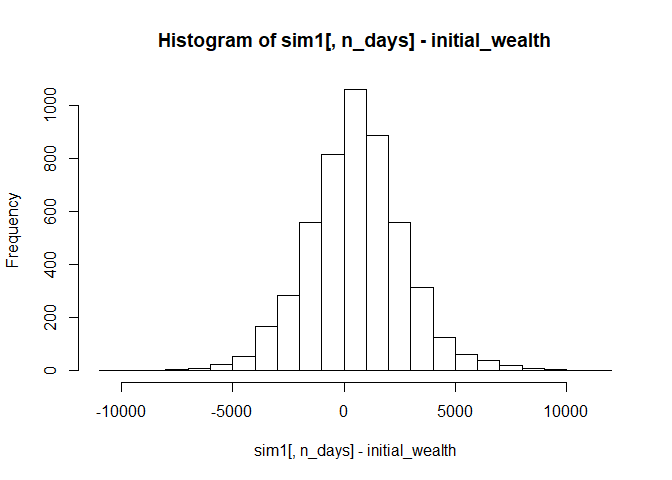 Histogram of sim1[, n_days] - initial_wealth
Frequency
1000
800
600
400
200
0
-10000 -5000 0 5000 10000
sim1[, n_days] - initial_wealth